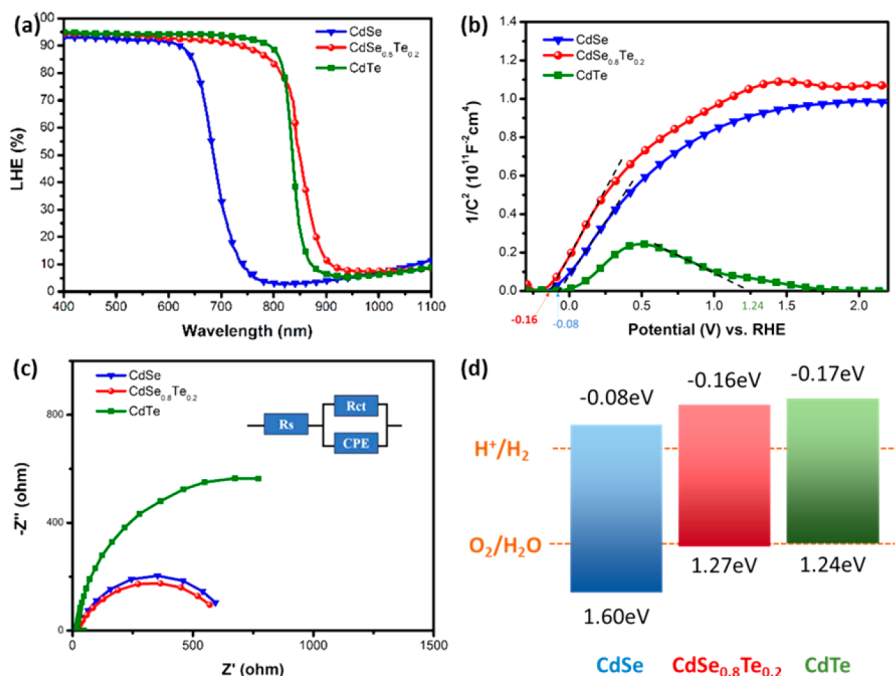 (a)
CdSe
CdSe0.8Te0.2
CdTe
LHE (%)
100
90
80
70
60
50
40
30
20
10
0
400 500 600 700 800 900 1000 1100
Wavelength (nm)
(b)
CdSe
CdSe0.8Te0.2
CdTe
1/C² (10¹¹F⁻²cm⁴)
1.4
1.2
1.0
0.8
0.6
0.4
0.2
0.0
0.0 0.5 1.0 1.5 2.0
-0.16 -0.08 1.24
Potential (V) vs. RHE
(c)
CdSe
CdSe0.8Te0.2
CdTe
Rs
Rct
CPE
-Z'' (ohm)
800
400
0
0 500 1000 1500
Z' (ohm)
(d)
-0.08eV -0.16eV -0.17eV
H⁺/H₂
O₂/H₂O
1.60eV 1.27eV 1.24eV
CdSe CdSe0.8Te0.2 CdTe